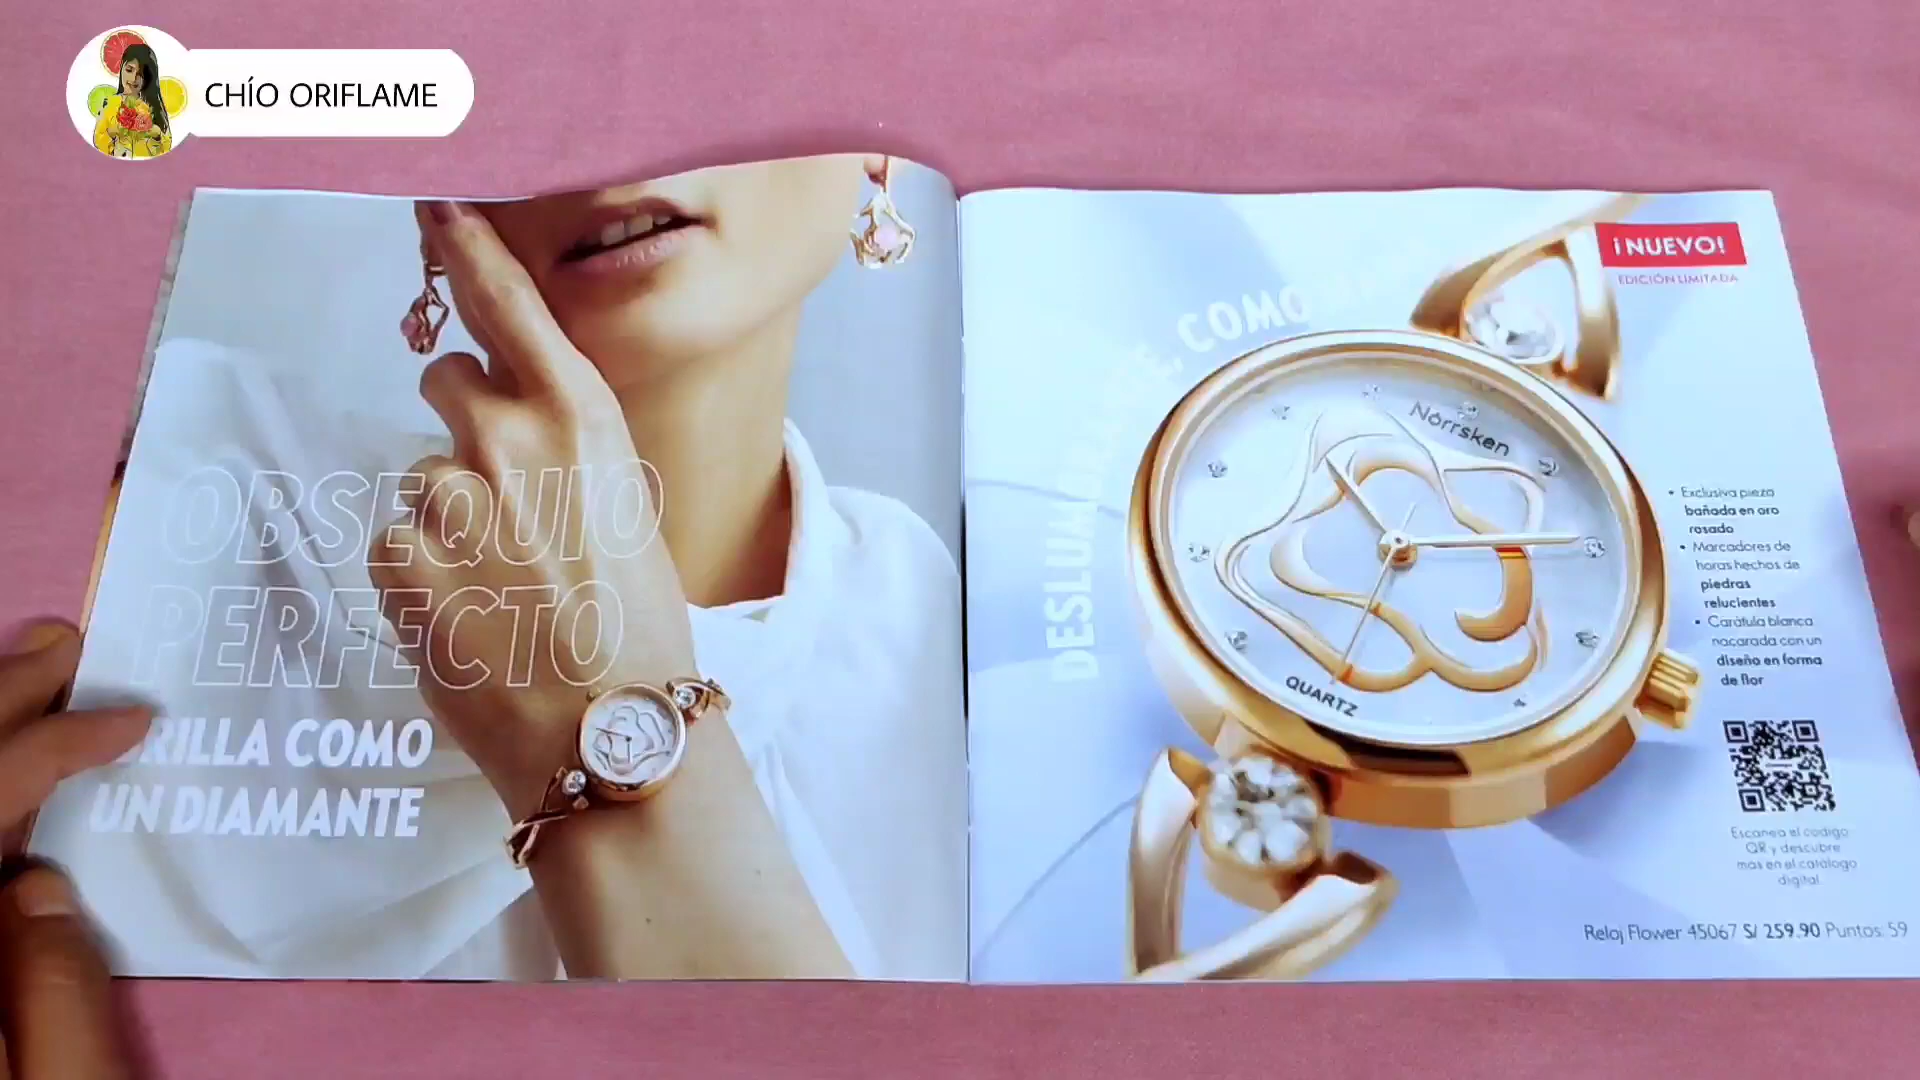 CHÍO ORIFLAME
OBSEQUIO
PERFECTO
BRILLA COMO
UN DIAMANTE
DESLUMBRANTE, COMO
¡NUEVO!
EDICIÓN LIMITADA
Norrsken
QUARTZ
• Exclusiva pieza
bañada en oro
rosado
• Marcadores de
horas hechos de
piedras
relucientes
• Carátula blanca
nacarada con un
diseño en forma
de flor
Escanea el código
QR y descubre
más en el catálogo
digital
Reloj Flower 45067 S/ 259.90 Puntos: 59